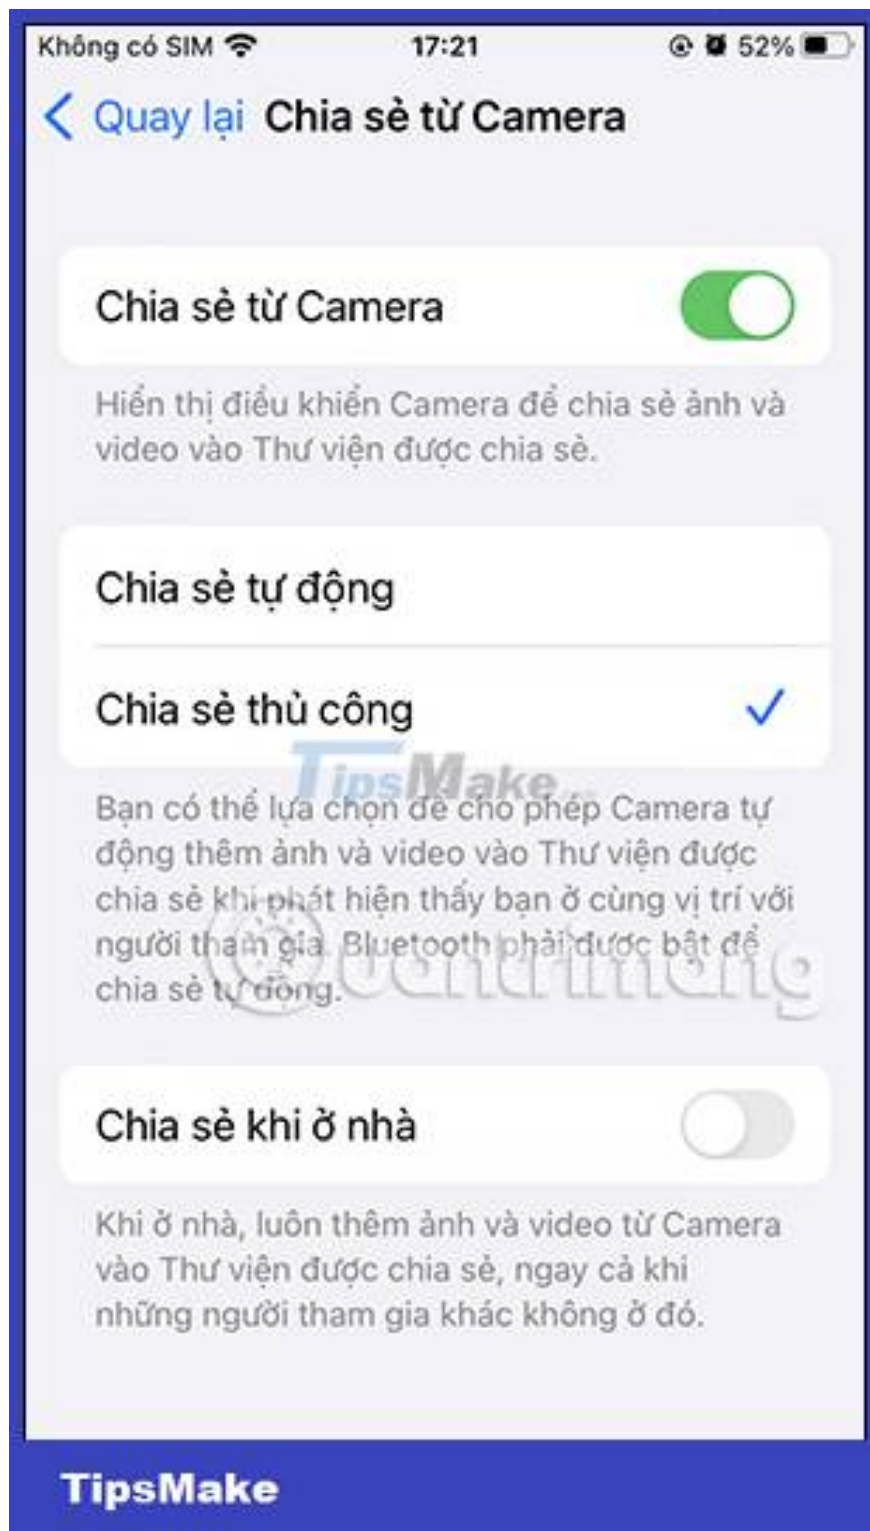 Không có SIM 17:21 52%
Quay lại Chia sẻ từ Camera
Chia sẻ từ Camera
Hiển thị điều khiển Camera để chia sẻ ảnh và
video vào Thư viện được chia sẻ.
Chia sẻ tự động
Chia sẻ thủ công
TipsMake
Bạn có thể lựa chọn để cho phép Camera tự
động thêm ảnh và video vào Thư viện được
chia sẻ khi phát hiện thấy bạn ở cùng vị trí với
người tham gia. Bluetooth phải được bật để
chia sẻ tự động.
Quantrimang
Chia sẻ khi ở nhà
Khi ở nhà, luôn thêm ảnh và video từ Camera
vào Thư viện được chia sẻ, ngay cả khi
những người tham gia khác không ở đó.
TipsMake